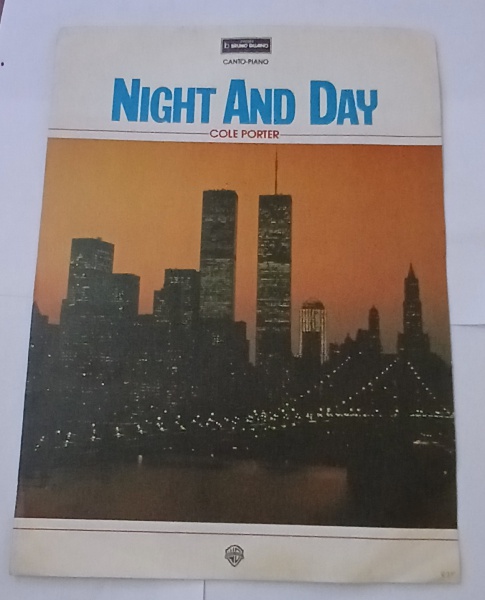 CANTO-PIANO
NIGHT AND DAY
COLE PORTER